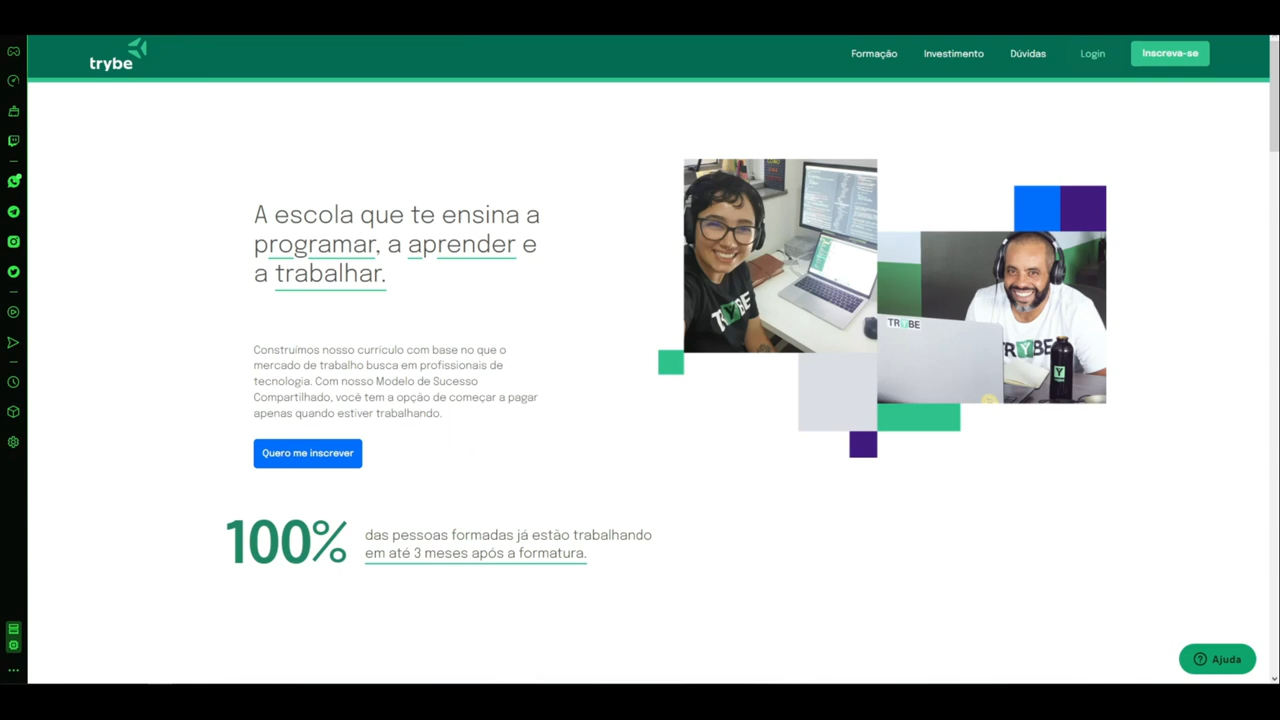 trybe
Formação Investimento Dúvidas Login Inscreva-se
A escola que te ensina a
programar, a aprender e
a trabalhar.
Construímos nosso currículo com base no que o
mercado de trabalho busca em profissionais de
tecnologia. Com nosso Modelo de Sucesso
Compartilhado, você tem a opção de começar a pagar
apenas quando estiver trabalhando.
Quero me inscrever
TRYBE
TRYBE
TRYBE
Y
100%
das pessoas formadas já estão trabalhando
em até 3 meses após a formatura.
Ajuda